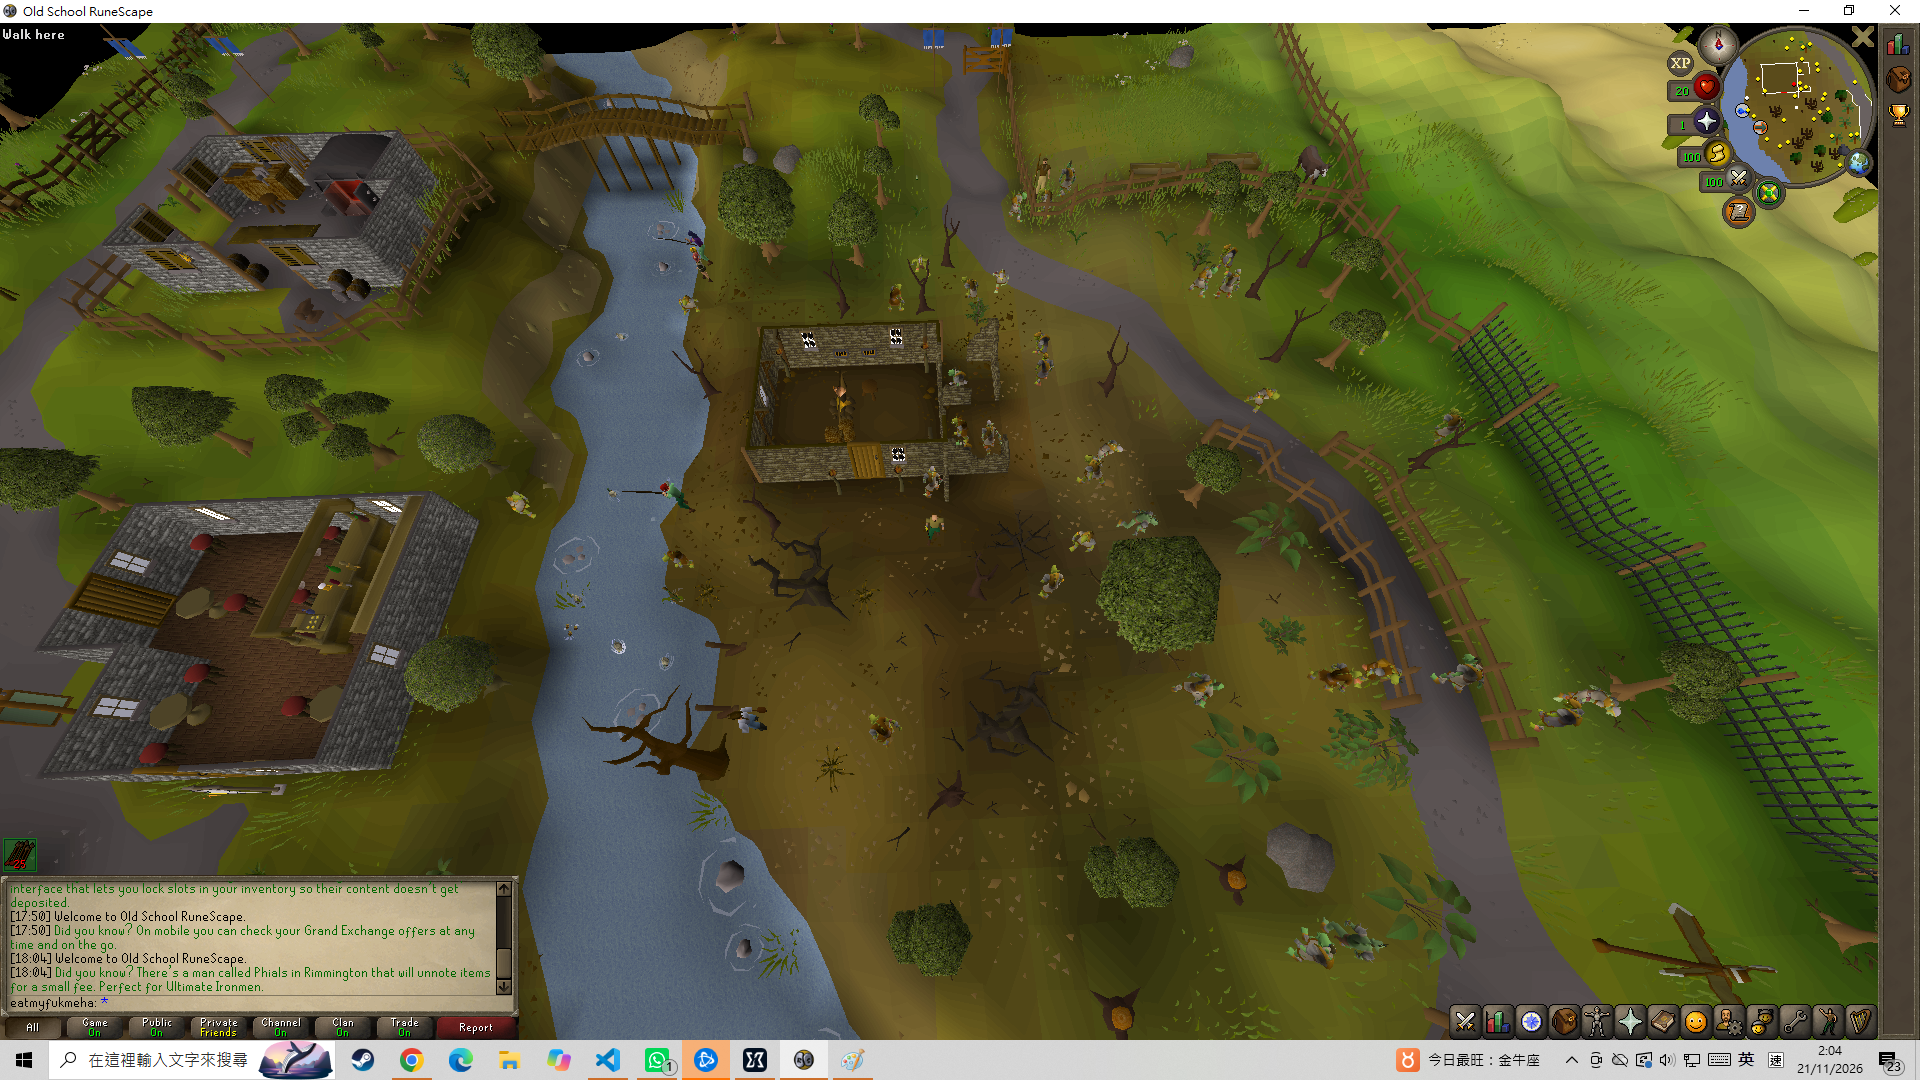 Old School RuneScape
Walk here
XP
N
20
1
100
100
25
interface that lets you lock slots in your inventory so their content doesn't get
deposited.
[17:50] Welcome to Old School RuneScape.
[17:50] Did you know? On mobile you can check your Grand Exchange offers at any
time and on the go.
[18:04] Welcome to Old School RuneScape.
[18:04] Did you know? There's a man called Phials in Rimmington that will unnote items
for a small fee. Perfect for Ultimate Ironmen.
eatmyfukmeha: *
All
Game
On
Public
On
Private
Friends
Channel
On
Clan
On
Trade
On
Report
在這裡輸入文字來搜尋
1
今日最旺：金牛座
英
速
2:04
21/11/2026
23